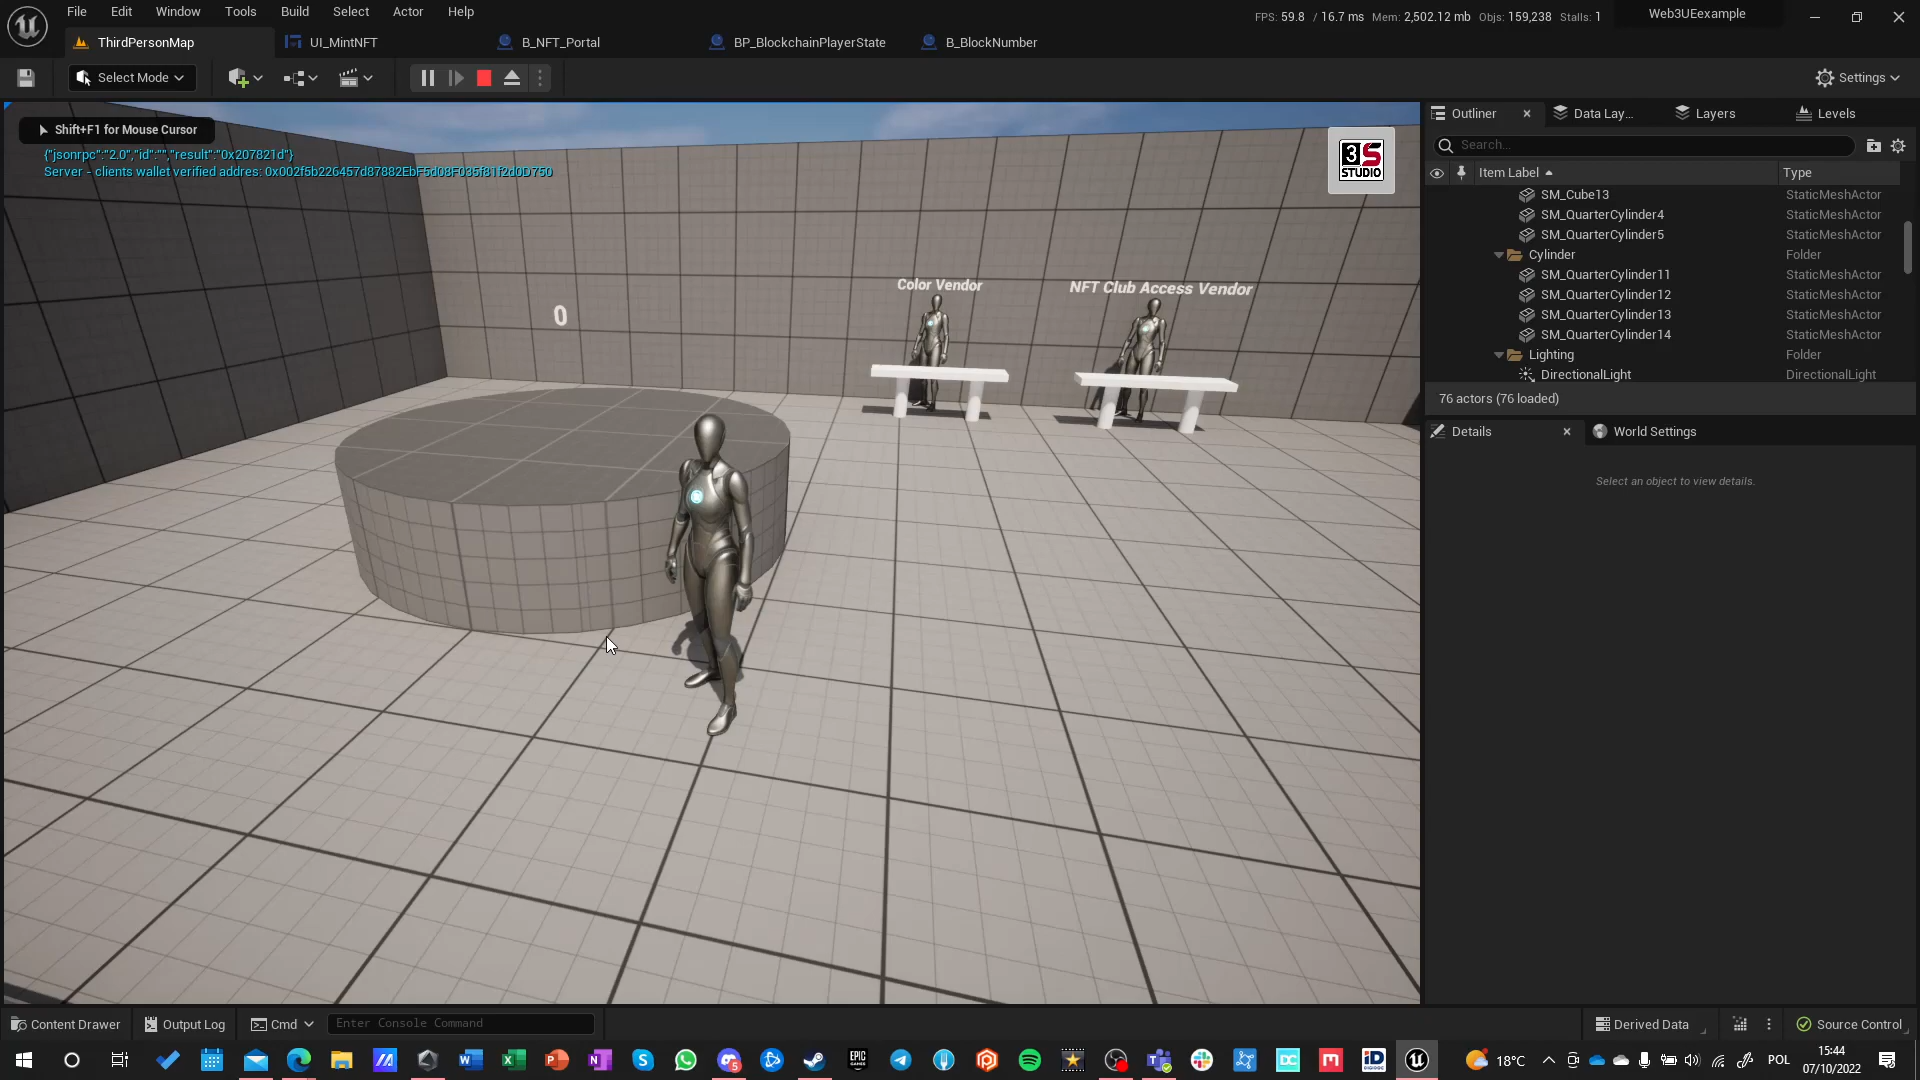 File Edit Window Tools Build Select Actor Help
FPS: 59.8 / 16.7 ms Mem: 2,502.12 mb Objs: 159,238 Stalls: 1
Web3UEexample
ThirdPersonMap
UI_MintNFT
B_NFT_Portal
BP_BlockchainPlayerState
B_BlockNumber
Select Mode
Settings
Shift+F1 for Mouse Cursor
{"jsonrpc":"2.0","id":"","result":"0x207821d"}
Server - clients wallet verified addres: 0x002f5b226457d87882EbF5d08F035f81f2d0D750
3S
STUDIO
0
Color Vendor
NFT Club Access Vendor
Outliner
Data Lay...
Layers
Levels
Search...
Item Label
Type
SM_Cube13 StaticMeshActor
SM_QuarterCylinder4 StaticMeshActor
SM_QuarterCylinder5 StaticMeshActor
Cylinder Folder
SM_QuarterCylinder11 StaticMeshActor
SM_QuarterCylinder12 StaticMeshActor
SM_QuarterCylinder13 StaticMeshActor
SM_QuarterCylinder14 StaticMeshActor
Lighting Folder
DirectionalLight DirectionalLight
76 actors (76 loaded)
Details
World Settings
Select an object to view details.
Content Drawer
Output Log
Cmd
Enter Console Command
Derived Data
Source Control
18°C
POL
15:44
07/10/2022